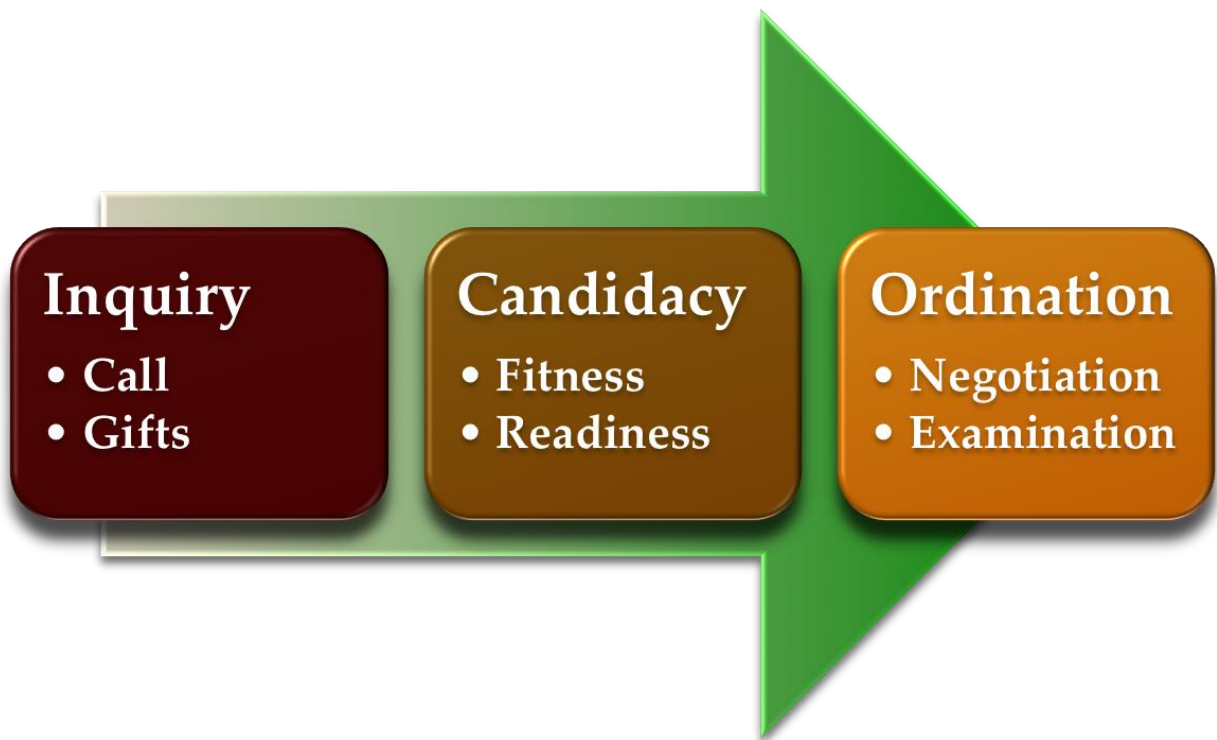 Inquiry
• Call
• Gifts
Candidacy
• Fitness
• Readiness
Ordination
• Negotiation
• Examination